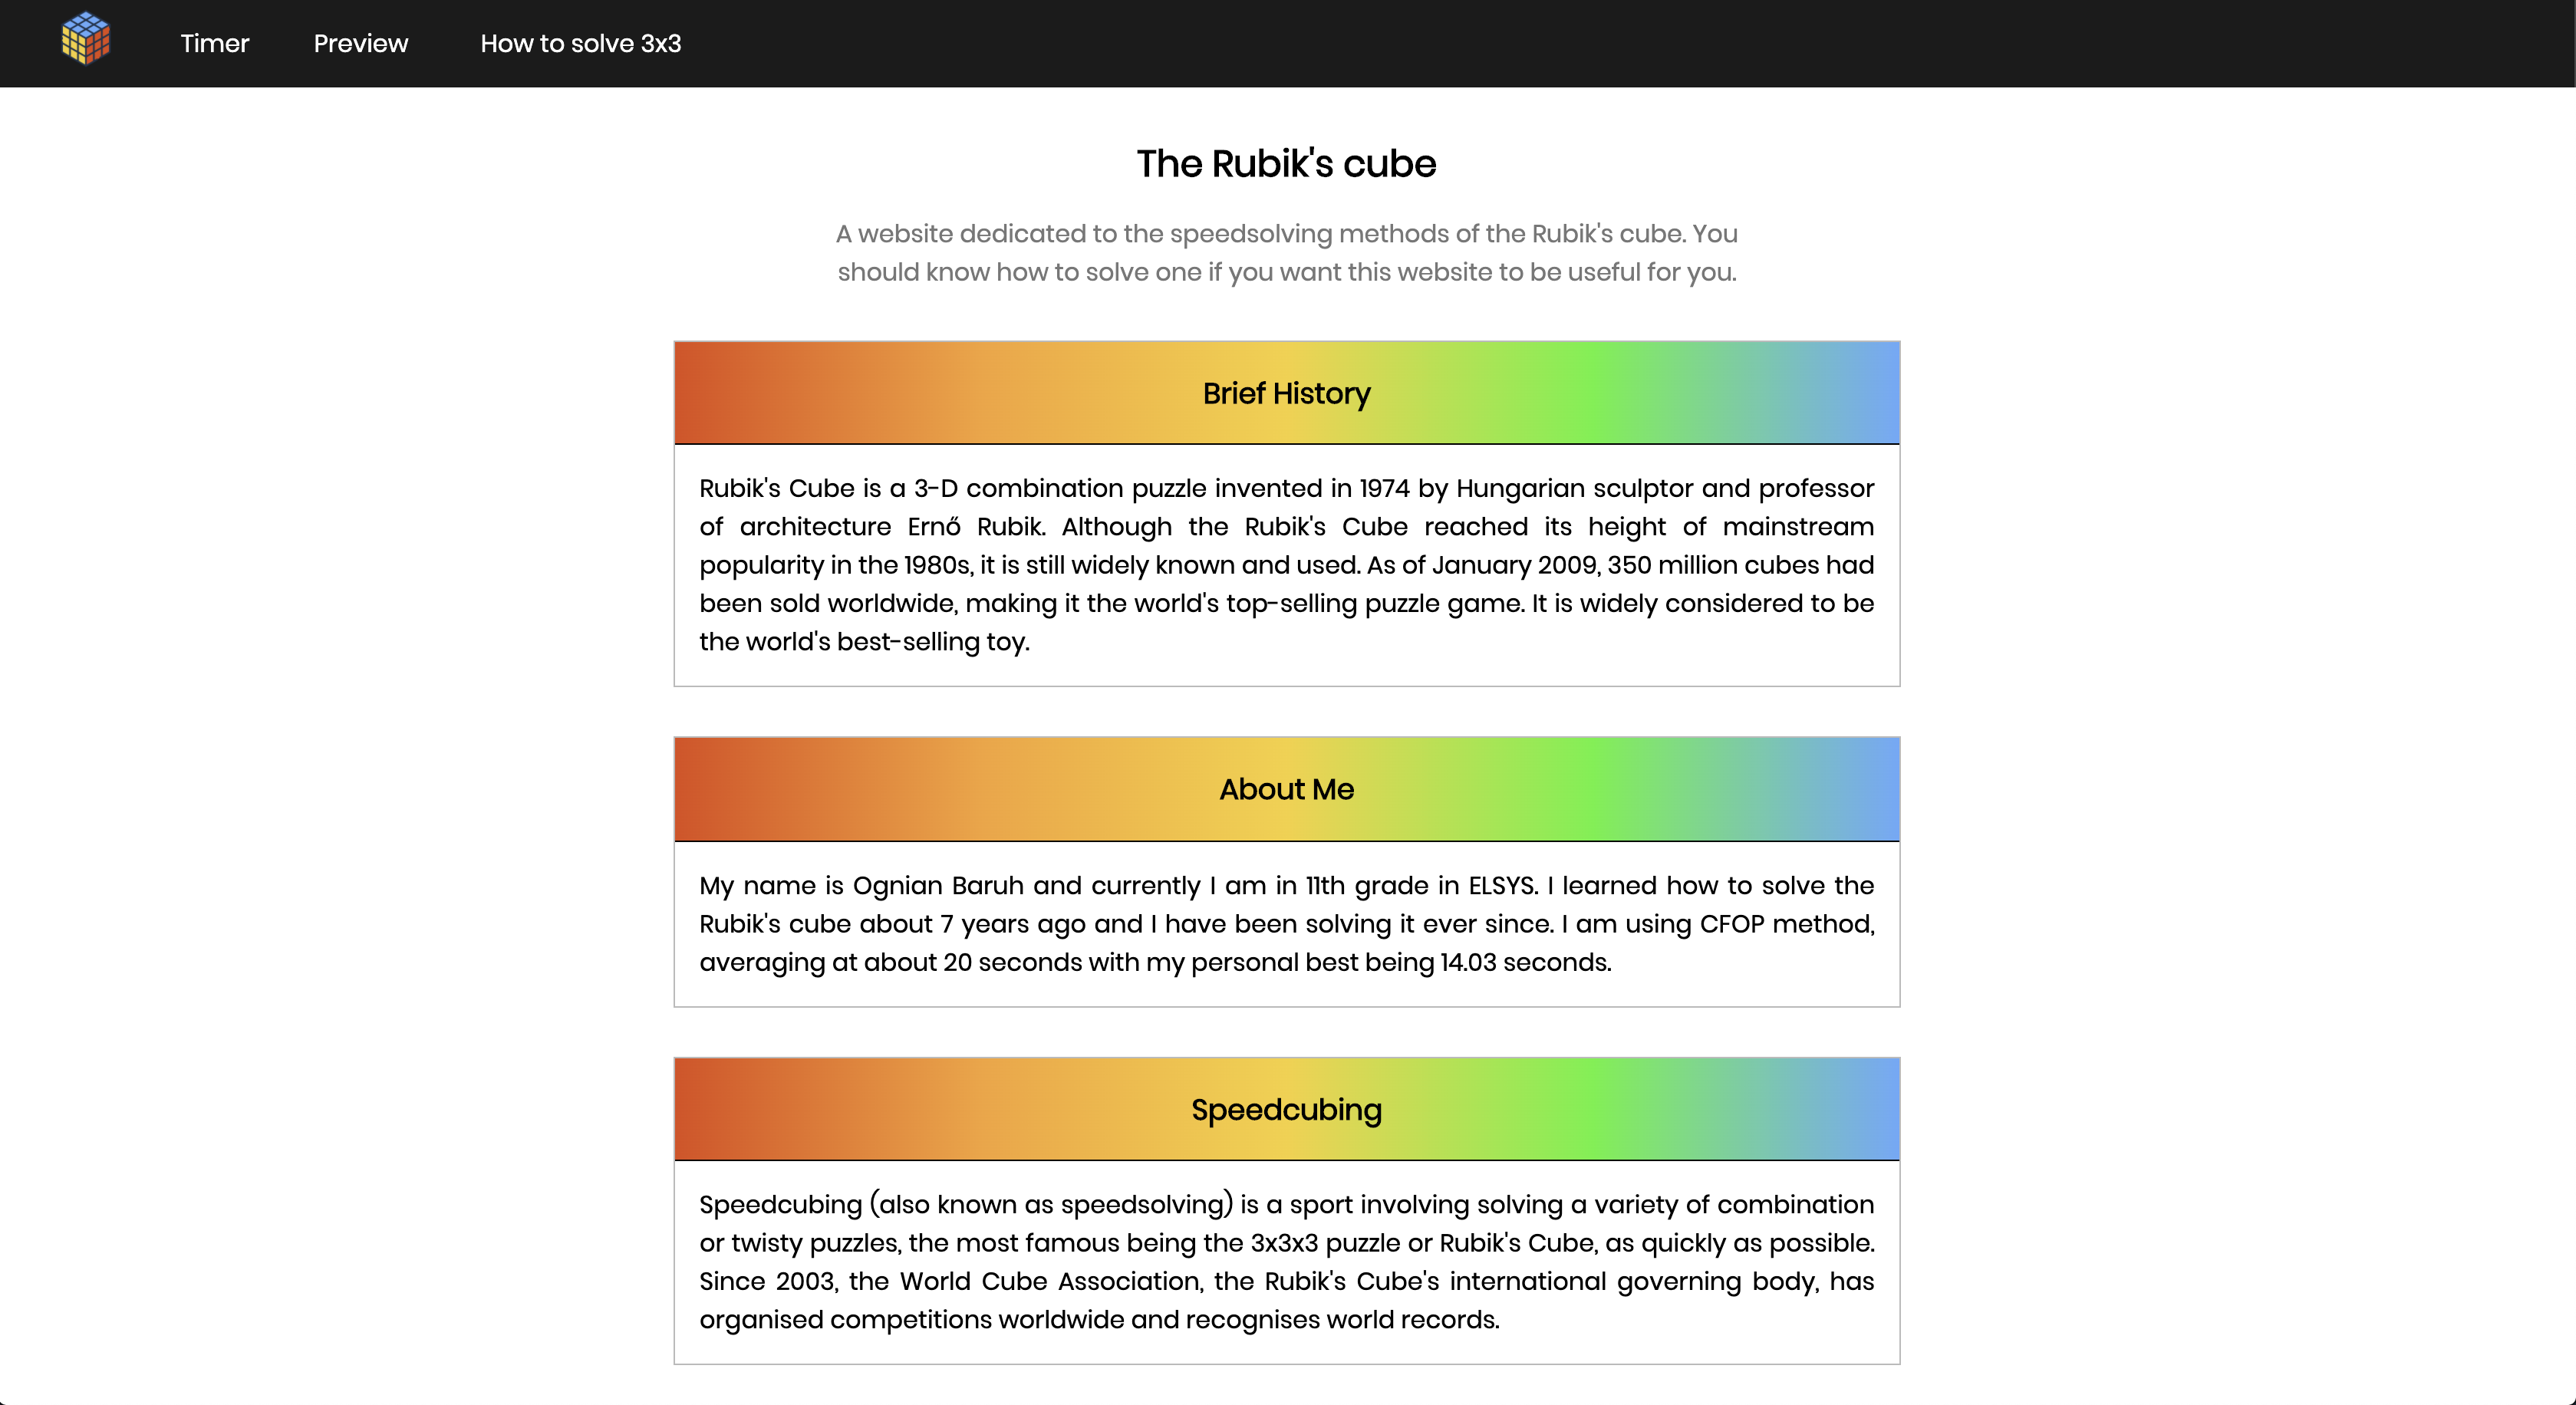 Timer Preview How to solve 3x3
The Rubik's cube
A website dedicated to the speedsolving methods of the Rubik's cube. You
should know how to solve one if you want this website to be useful for you.
Brief History
Rubik's Cube is a 3-D combination puzzle invented in 1974 by Hungarian sculptor and professor
of architecture Ernő Rubik. Although the Rubik's Cube reached its height of mainstream
popularity in the 1980s, it is still widely known and used. As of January 2009, 350 million cubes had
been sold worldwide, making it the world's top-selling puzzle game. It is widely considered to be
the world's best-selling toy.
About Me
My name is Ognian Baruh and currently I am in 11th grade in ELSYS. I learned how to solve the
Rubik's cube about 7 years ago and I have been solving it ever since. I am using CFOP method,
averaging at about 20 seconds with my personal best being 14.03 seconds.
Speedcubing
Speedcubing (also known as speedsolving) is a sport involving solving a variety of combination
or twisty puzzles, the most famous being the 3x3x3 puzzle or Rubik's Cube, as quickly as possible.
Since 2003, the World Cube Association, the Rubik's Cube's international governing body, has
organised competitions worldwide and recognises world records.